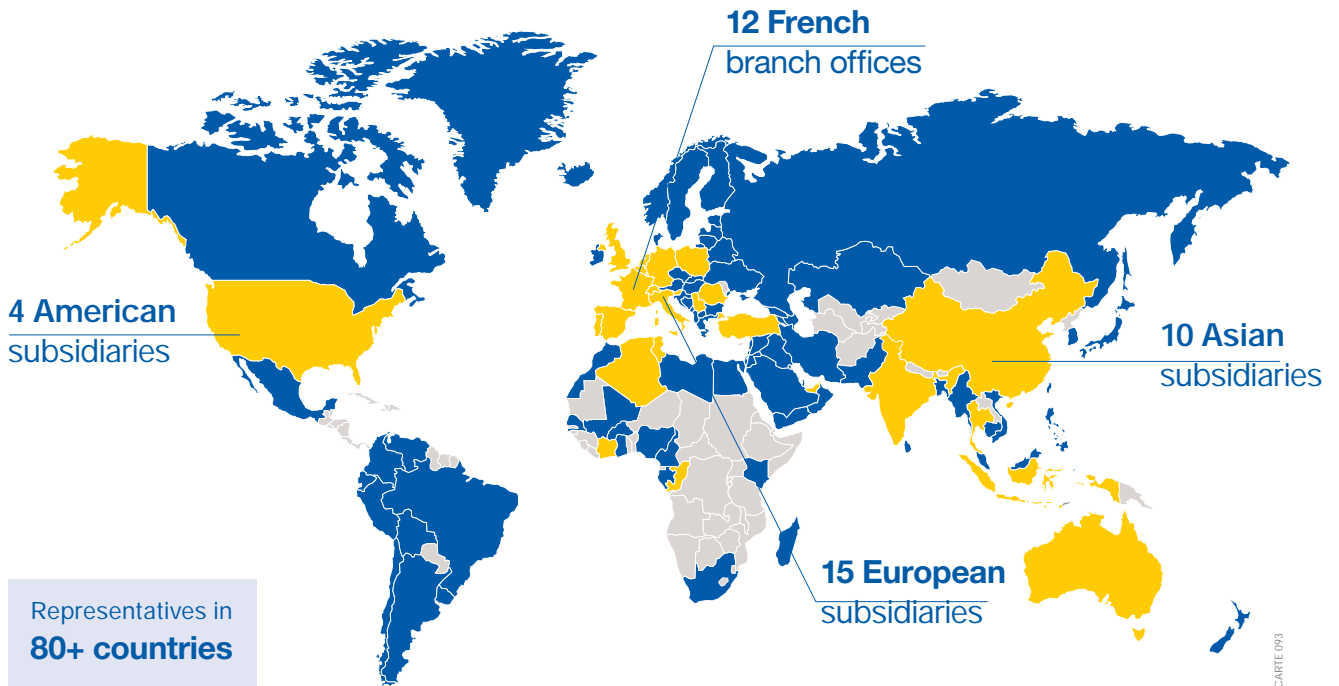 12 French
branch offices
4 American
subsidiaries
10 Asian
subsidiaries
15 European
subsidiaries
Representatives in
80+ countries
CARTE 093